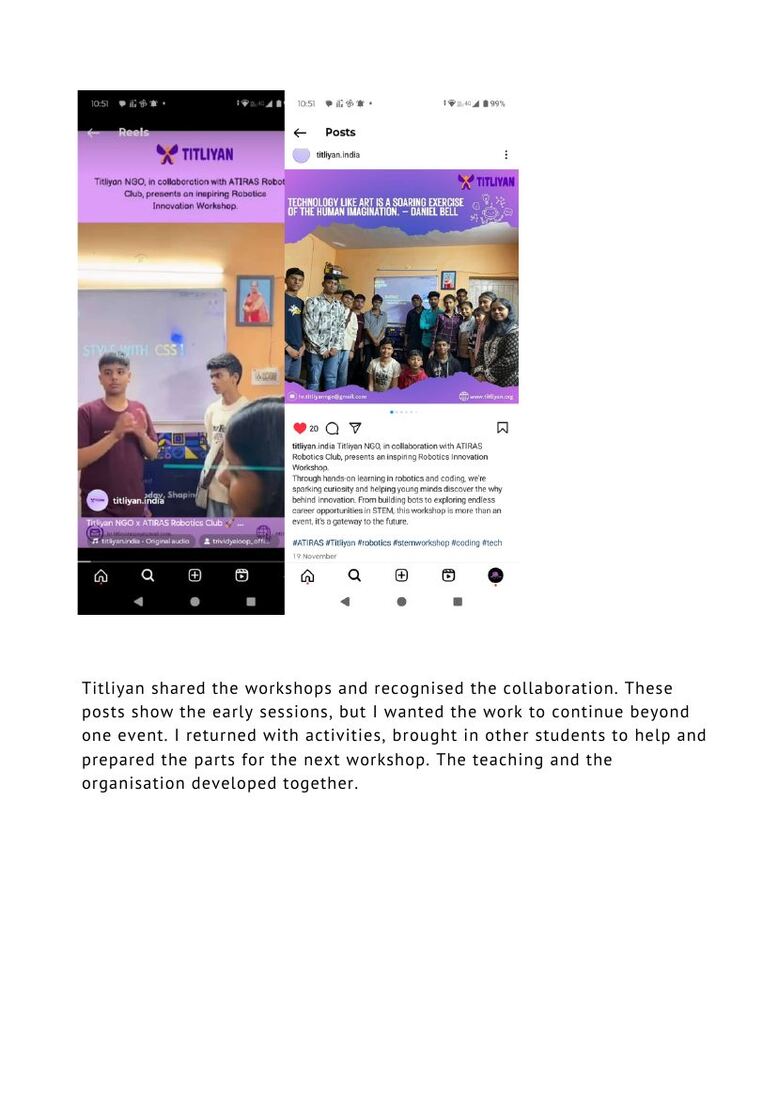 10:51
Reels
TITLIYAN
Titliyan NGO, in collaboration with ATIRAS Robot
Club, presents an inspiring Robotics
Innovation Workshop.
STYLE WITH CSS
titliyan.india
Titliyan NGO x ATIRAS Robotics Club 🚀 ...
titliyan.india • Original audio
trividyaloop_offi...
10:51
4G
99%
Posts
titliyan.india
TITLIYAN
TECHNOLOGY LIKE ART IS A SOARING EXERCISE
OF THE HUMAN IMAGINATION. – DANIEL BELL
www.titliyan.org
20
titliyan.india Titliyan NGO, in collaboration with ATIRAS
Robotics Club, presents an inspiring Robotics Innovation
Workshop.
Through hands-on learning in robotics and coding, we're
sparking curiosity and helping young minds discover the why
behind innovation. From building bots to exploring endless
career opportunities in STEM, this workshop is more than an
event, it's a gateway to the future.
#ATIRAS #Titliyan #robotics #stemworkshop #coding #tech
19 November
Titliyan shared the workshops and recognised the collaboration. These
posts show the early sessions, but I wanted the work to continue beyond
one event. I returned with activities, brought in other students to help and
prepared the parts for the next workshop. The teaching and the
organisation developed together.